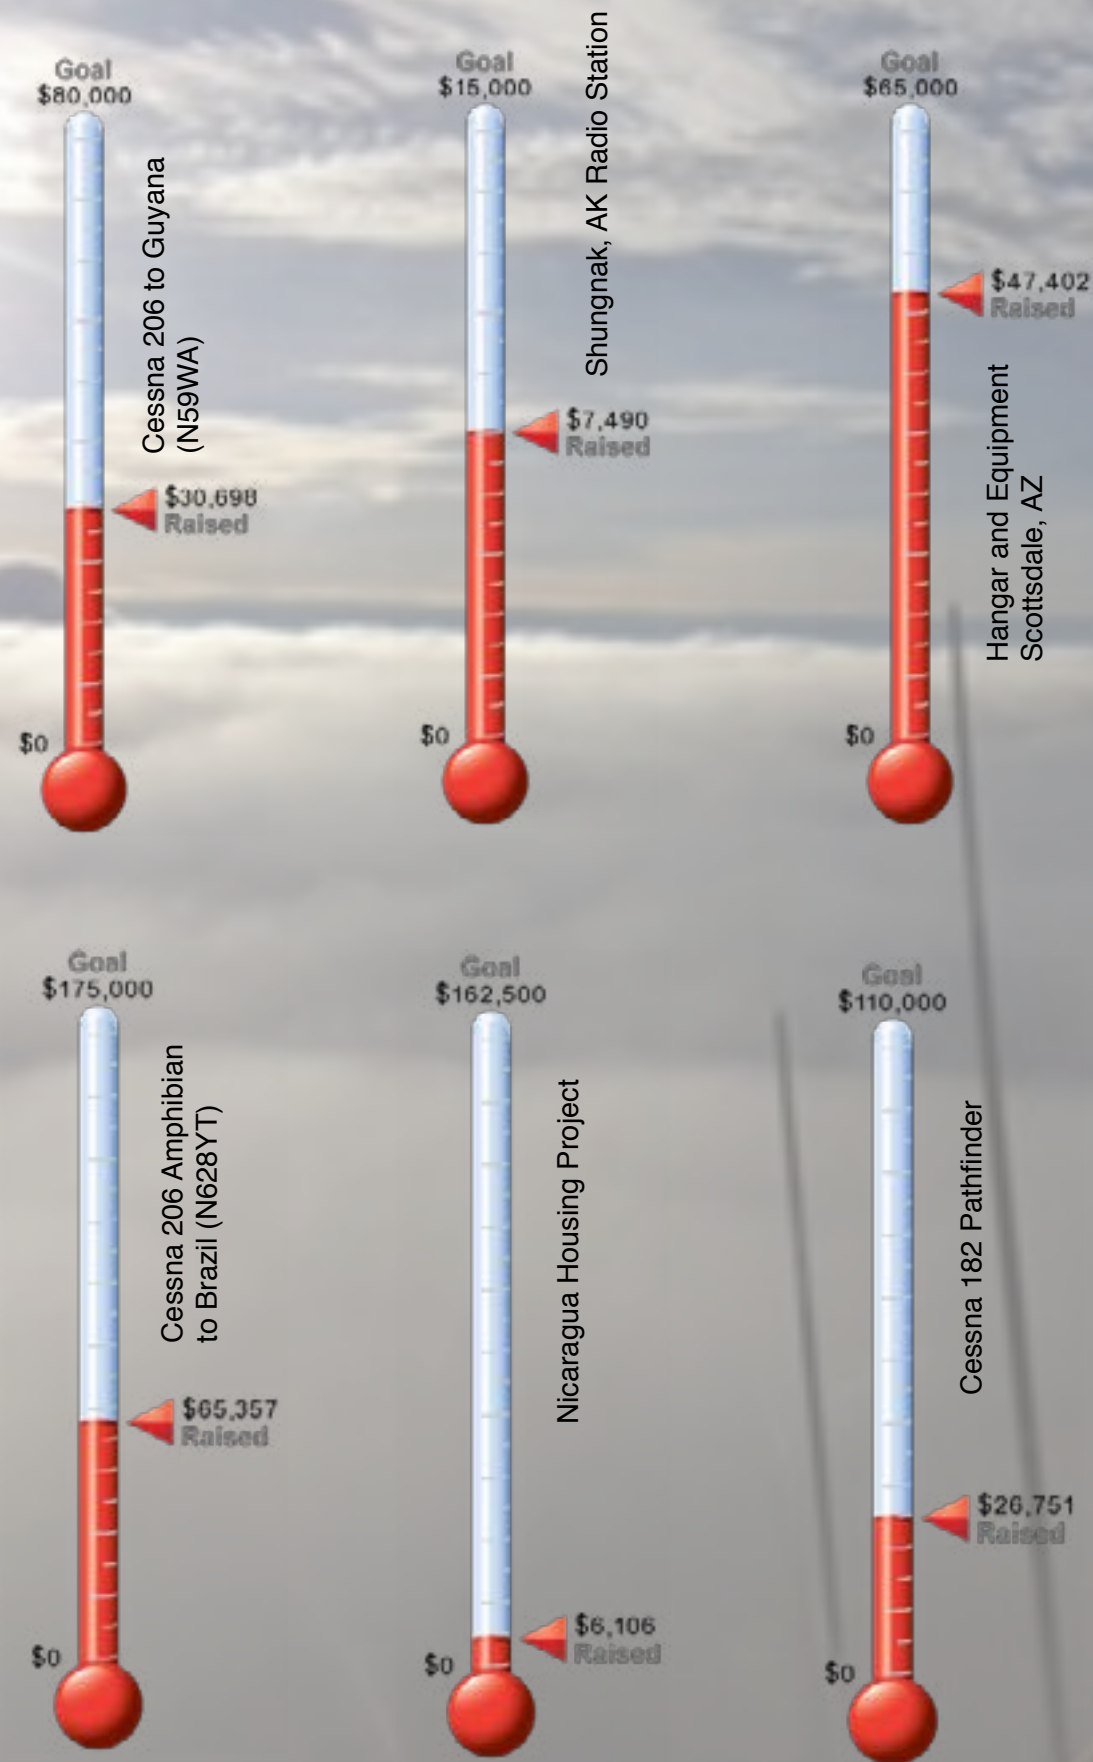 Goal
$80,000
Cessna 206 to Guyana
(N59WA)
$30,698
Raised
$0
Goal
$15,000
Shungnak, AK Radio Station
$7,490
Raised
$0
Goal
$65,000
$47,402
Raised
Hangar and Equipment
Scottsdale, AZ
$0
Goal
$175,000
Cessna 206 Amphibian
to Brazil (N628YT)
$65,357
Raised
$0
Goal
$162,500
Nicaragua Housing Project
$6,106
Raised
$0
Goal
$110,000
Cessna 182 Pathfinder
$26,751
Raised
$0